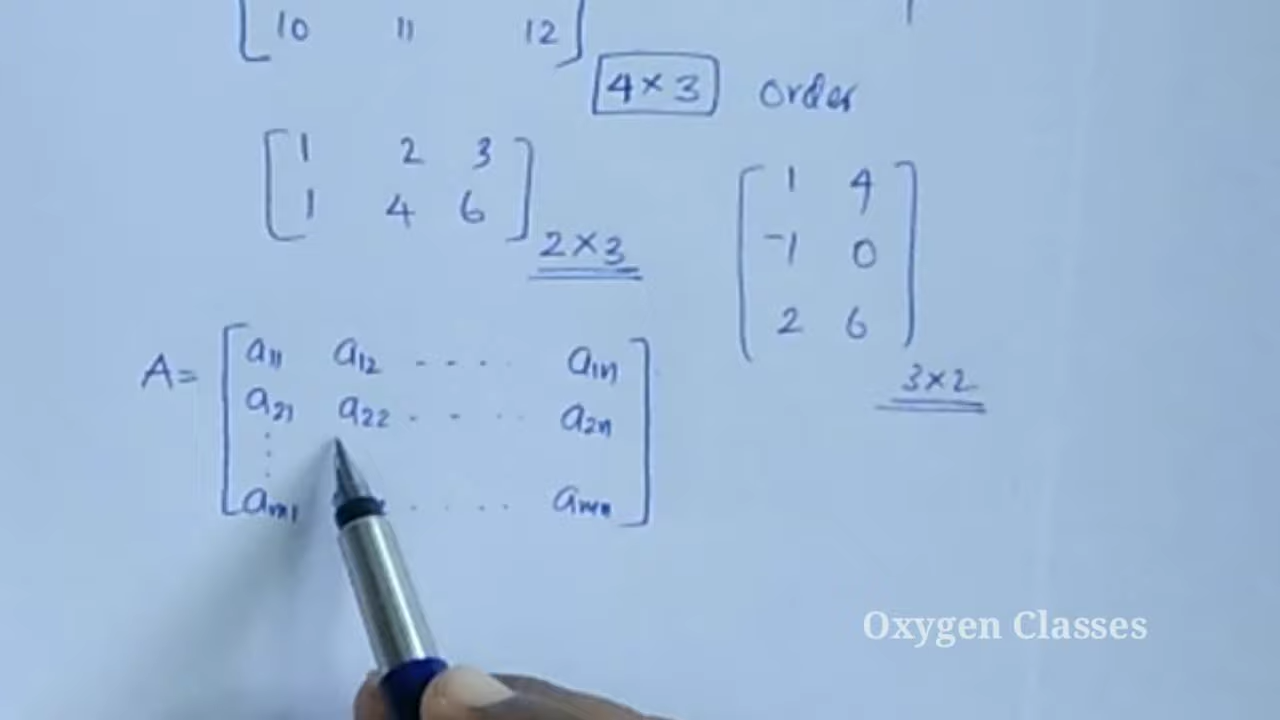 10 11 12
4×3 order
1 2 3
1 4 6
2×3
1 4
-1 0
2 6
3×2
A= a11 a12 - - · · a1n
a21 a22 · - · · a2n
am1 · · · · amn
Oxygen Classes